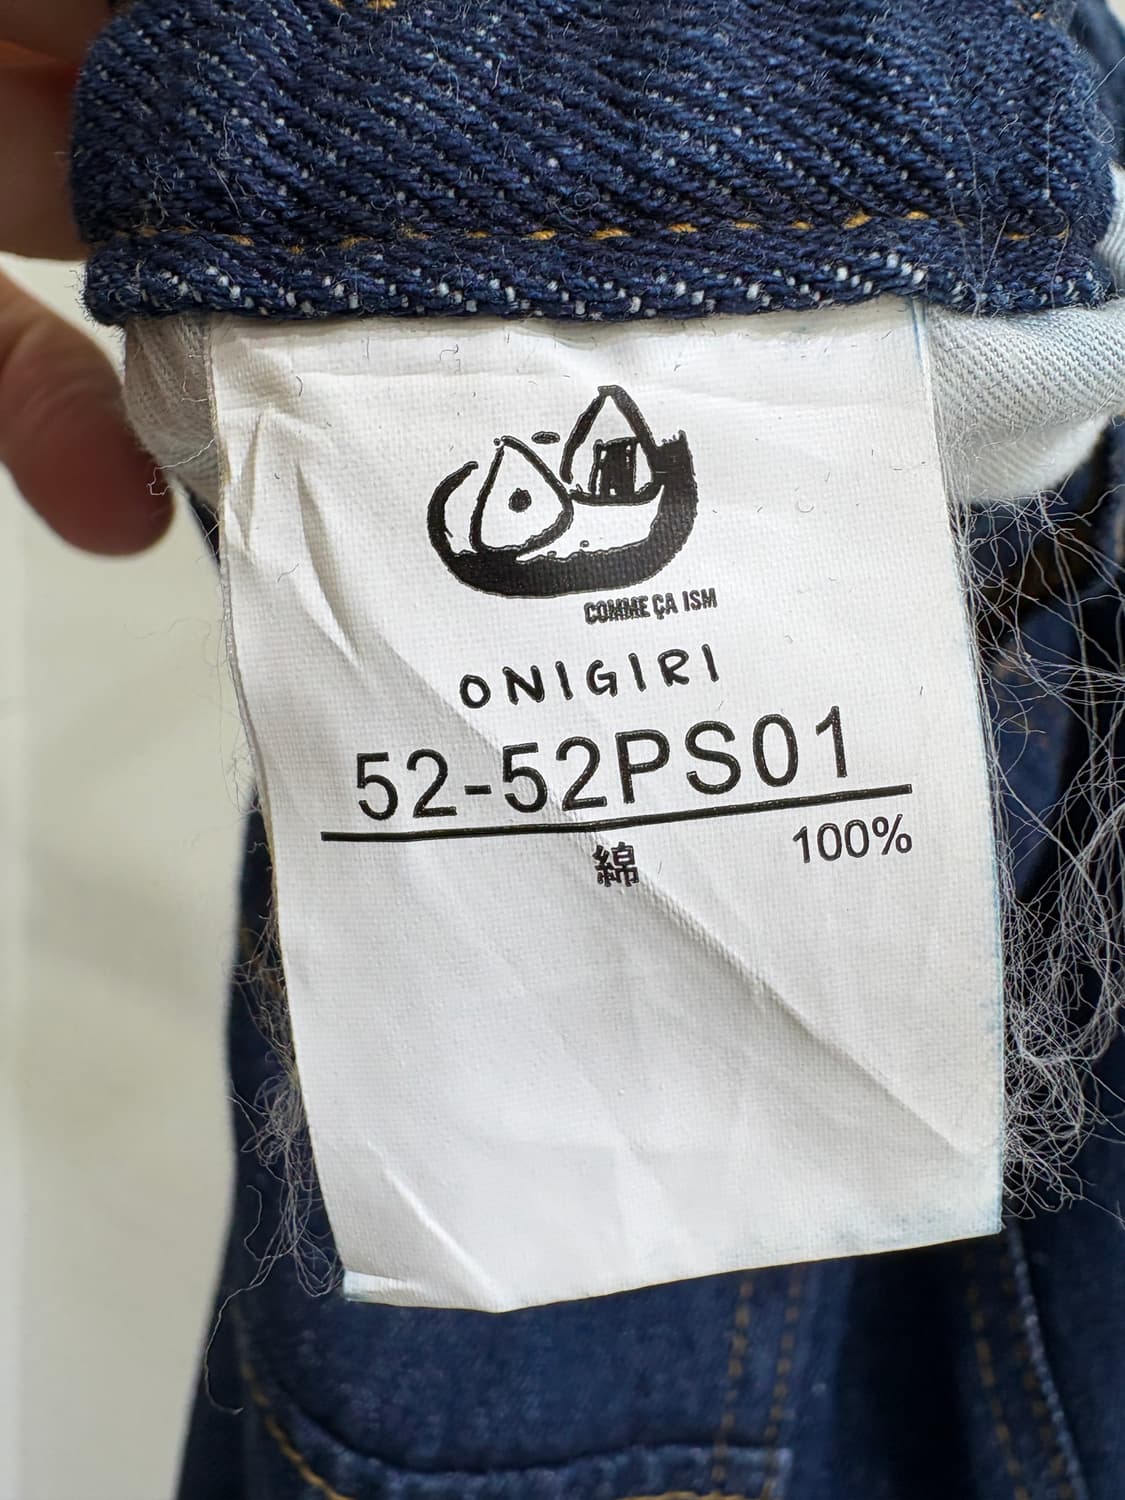 COMME ÇA ISM
ONIGIRI
52-52PS01
綿 100%